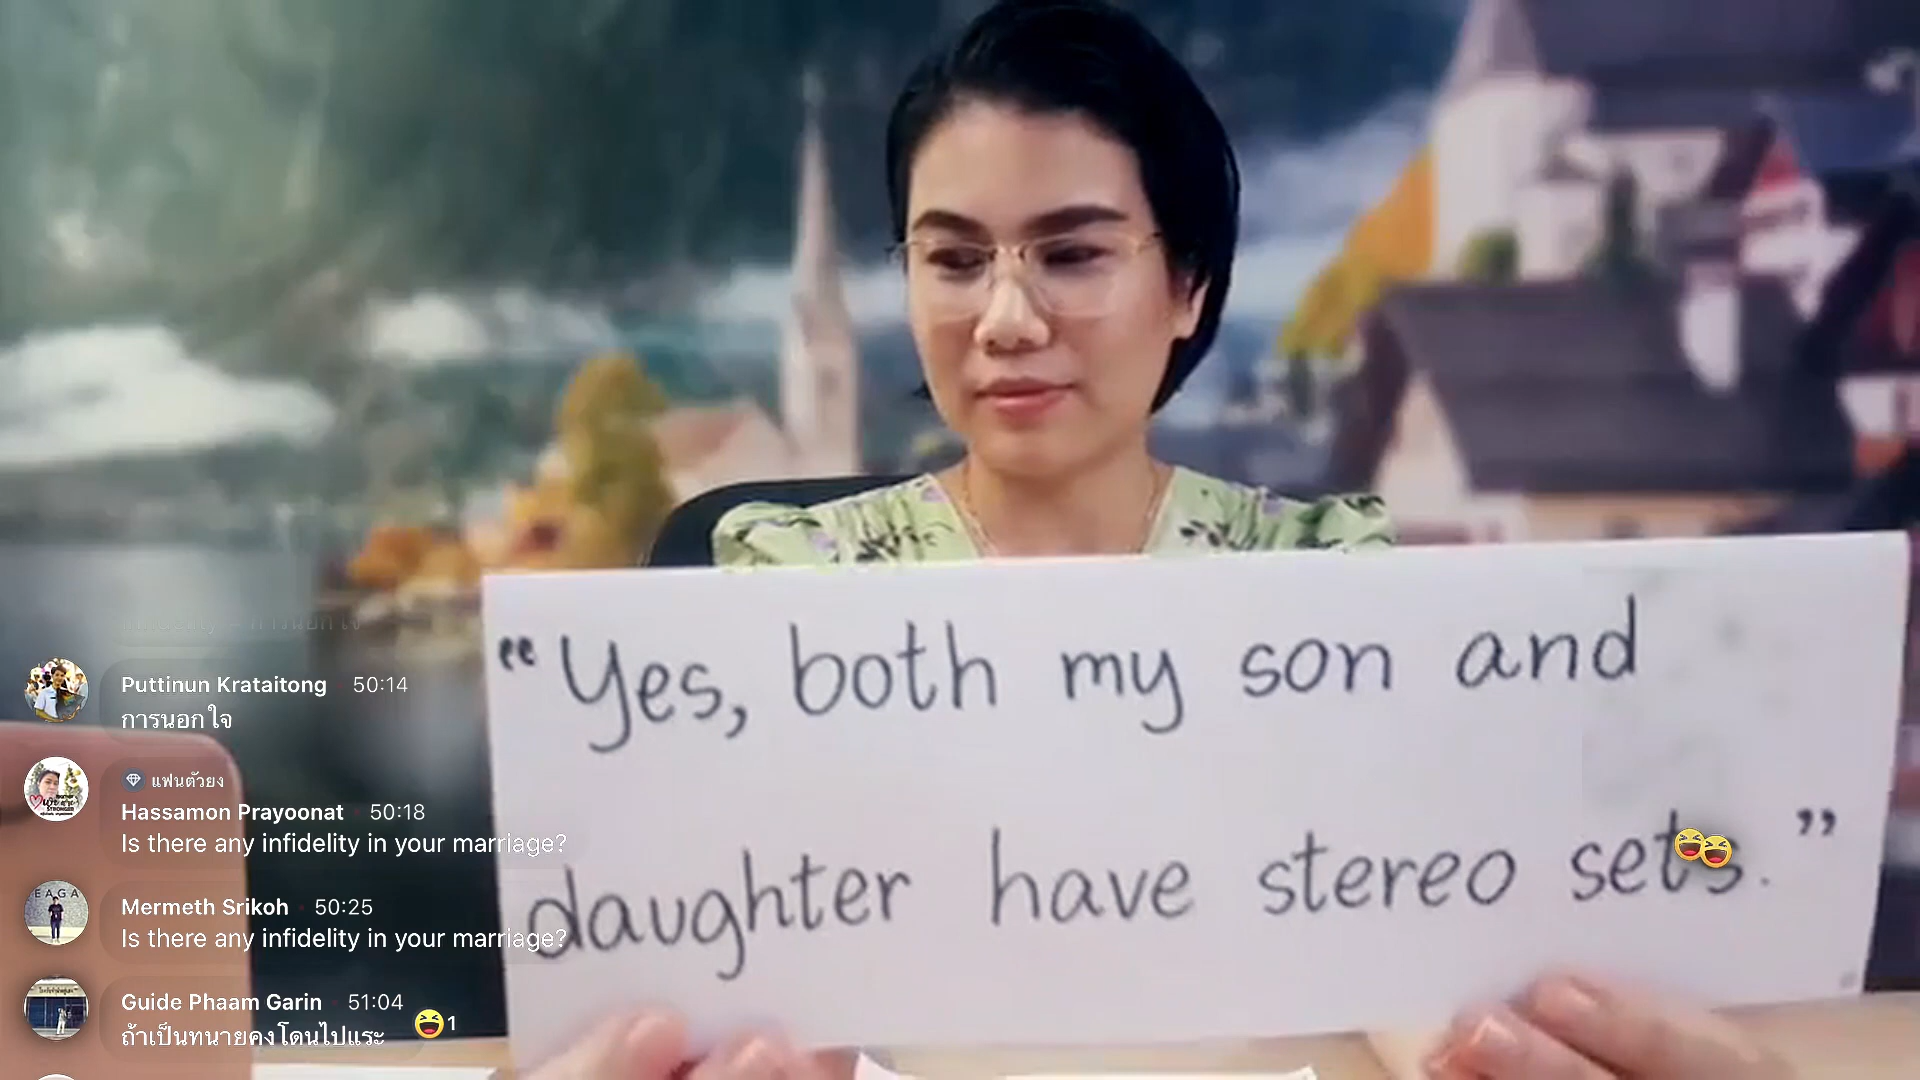 “Yes, both my son and
daughter have stereo sets.”
Puttinun Krataitong 50:14
การนอกใจ
แฟนตัวยง
Hassamon Prayoonat · 50:18
Is there any infidelity in your marriage?
Mermeth Srikoh · 50:25
Is there any infidelity in your marriage?
Guide Phaam Garin · 51:04
ถ้าเป็นทนายคงโดนไปแระ
1